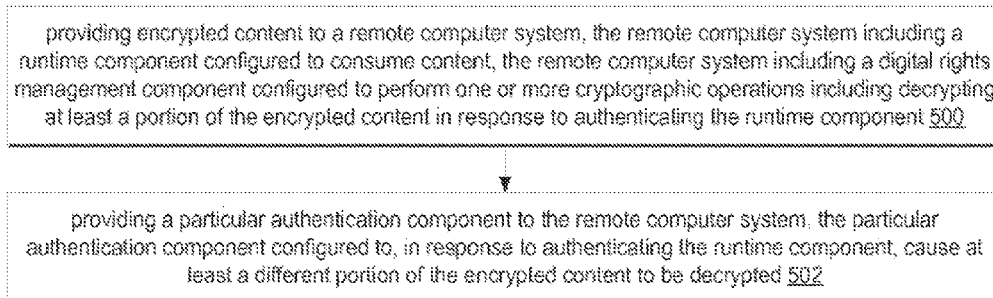 providing encrypted content to a remote computer system, the remote computer system including a
runtime component configured to consume content, the remote computer system including a digital rights
management component configured to perform one or more cryptographic operations including decrypting
at least a portion of the encrypted content in response to authenticating the runtime component 500
providing a particular authentication component to the remote computer system, the particular
authentication component configured to, in response to authenticating the runtime component, cause at
least a different portion of the encrypted content to be decrypted 502